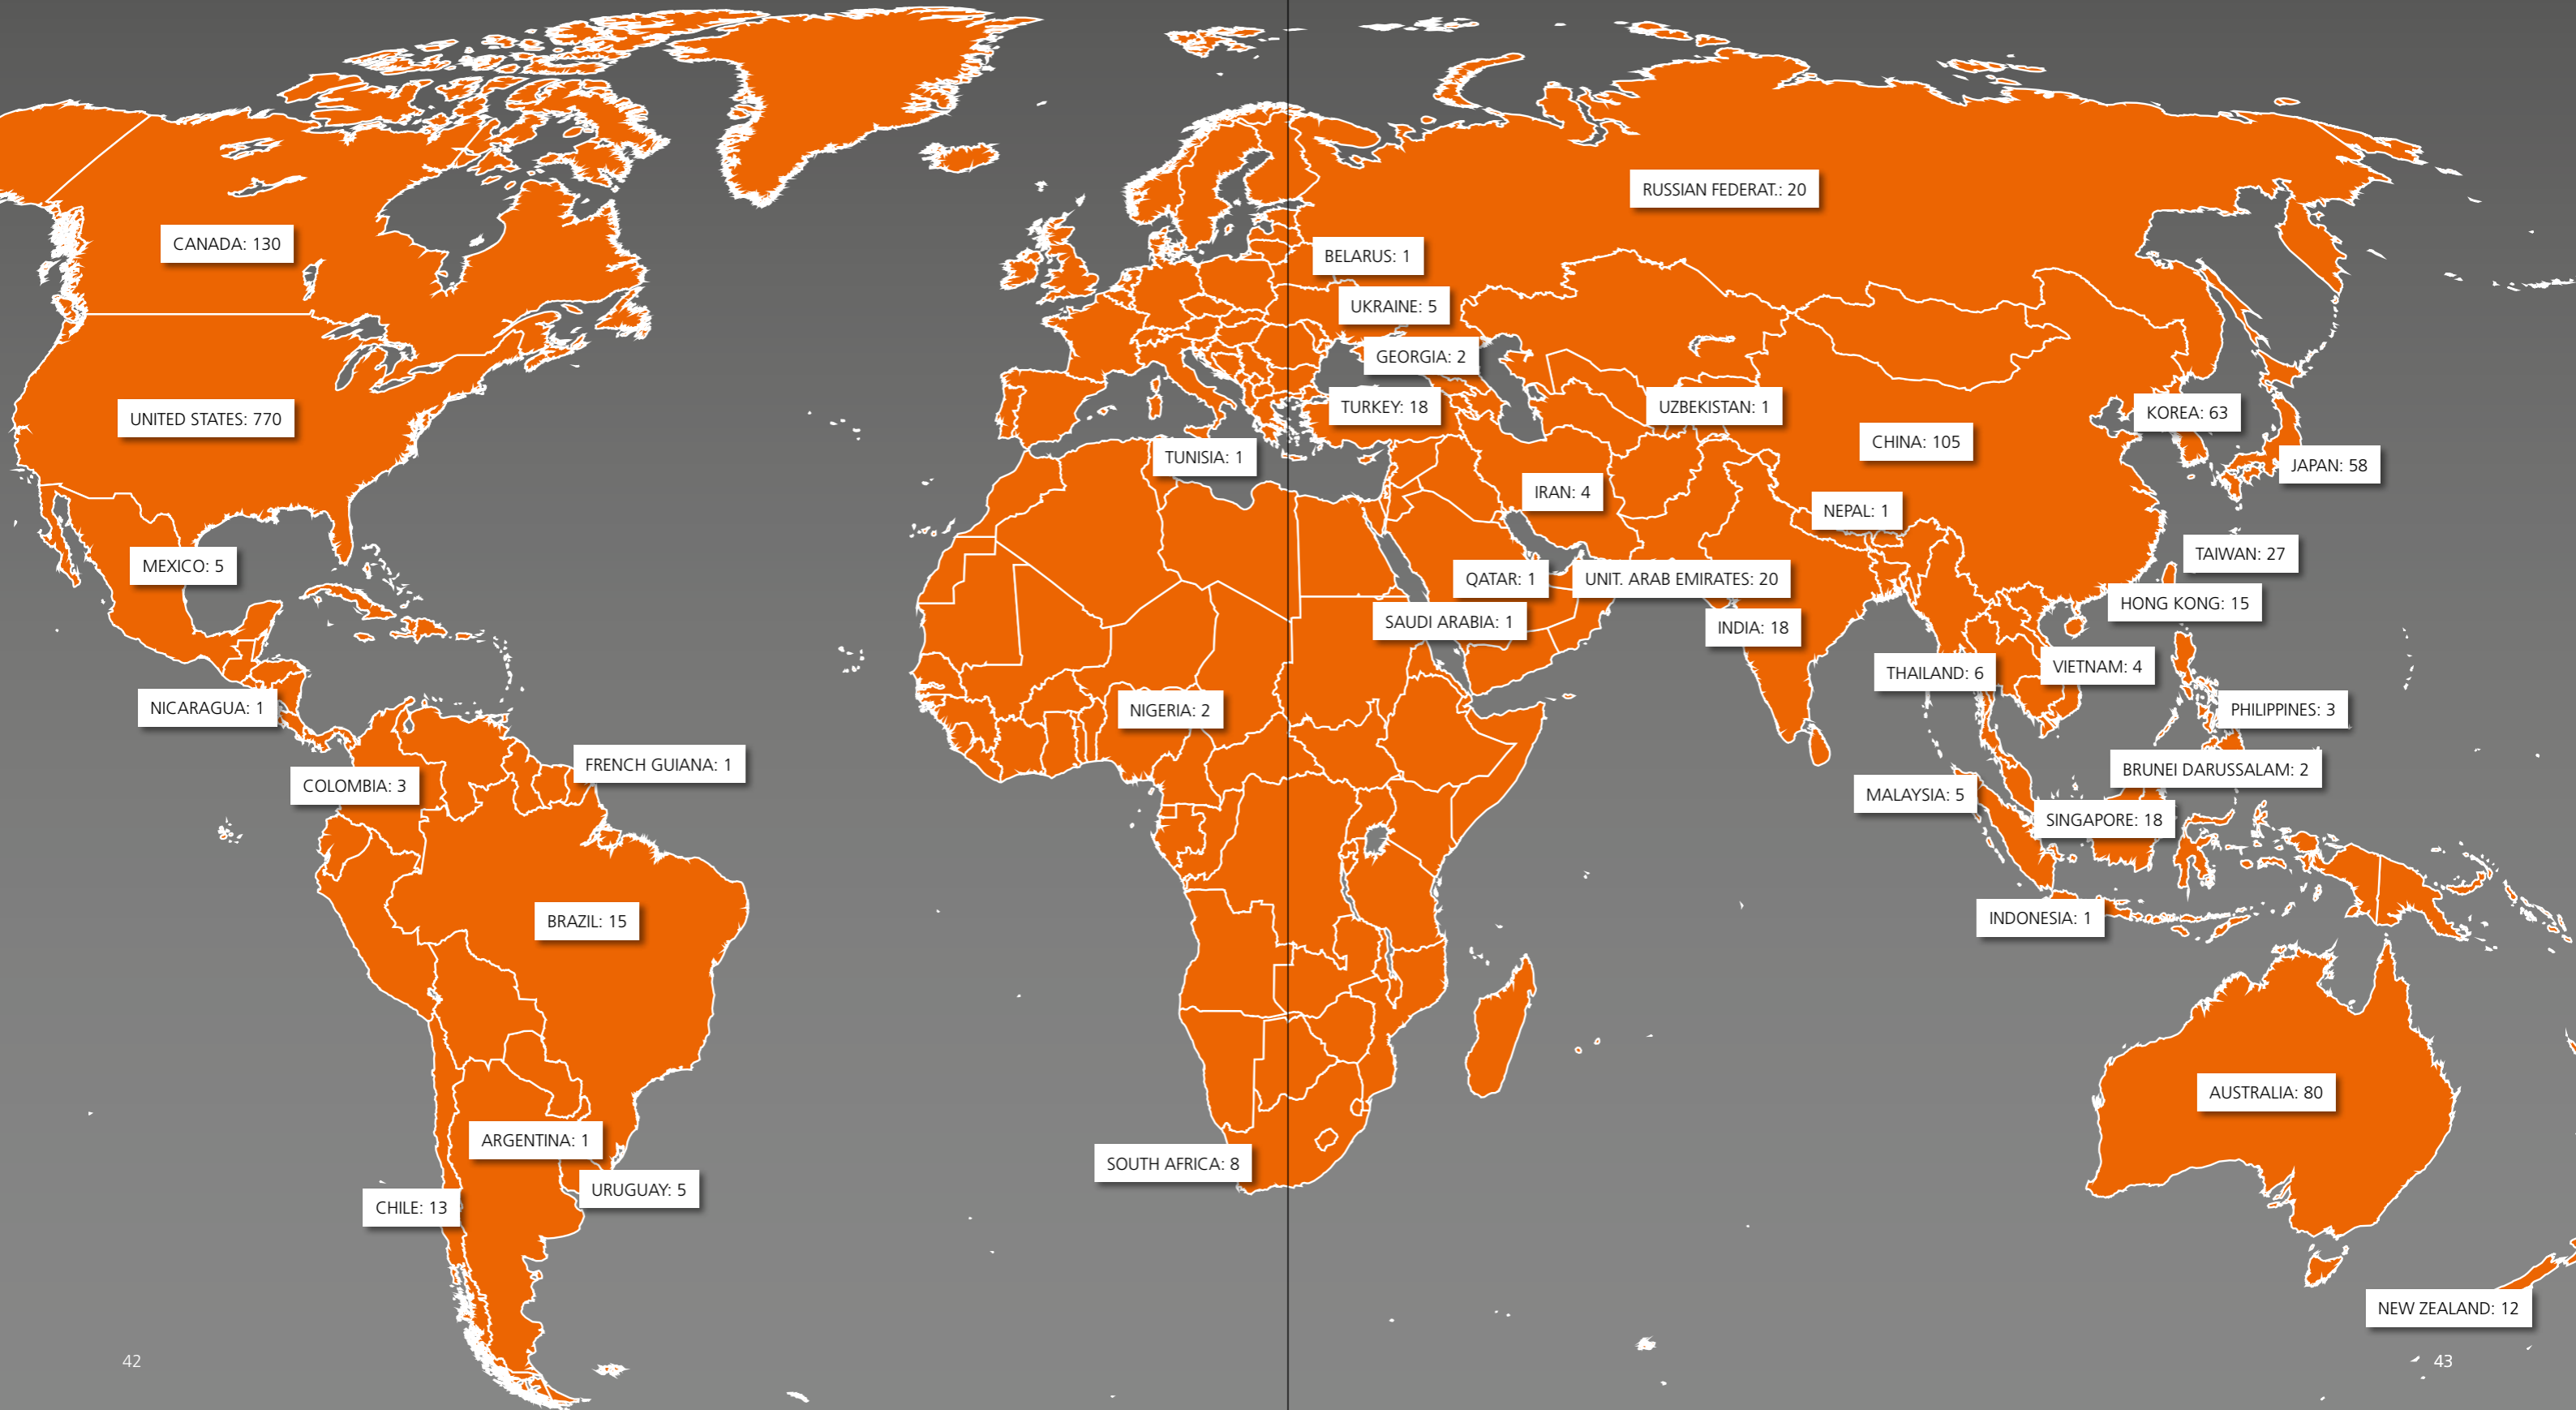 CANADA: 130
UNITED STATES: 770
MEXICO: 5
NICARAGUA: 1
COLOMBIA: 3
FRENCH GUIANA: 1
BRAZIL: 15
ARGENTINA: 1
URUGUAY: 5
CHILE: 13
TUNISIA: 1
NIGERIA: 2
SOUTH AFRICA: 8
42
RUSSIAN FEDERAT.: 20
BELARUS: 1
UKRAINE: 5
GEORGIA: 2
TURKEY: 18
UZBEKISTAN: 1
KOREA: 63
CHINA: 105
JAPAN: 58
IRAN: 4
NEPAL: 1
TAIWAN: 27
QATAR: 1
UNIT. ARAB EMIRATES: 20
HONG KONG: 15
SAUDI ARABIA: 1
INDIA: 18
THAILAND: 6
VIETNAM: 4
PHILIPPINES: 3
BRUNEI DARUSSALAM: 2
MALAYSIA: 5
SINGAPORE: 18
INDONESIA: 1
AUSTRALIA: 80
NEW ZEALAND: 12
43